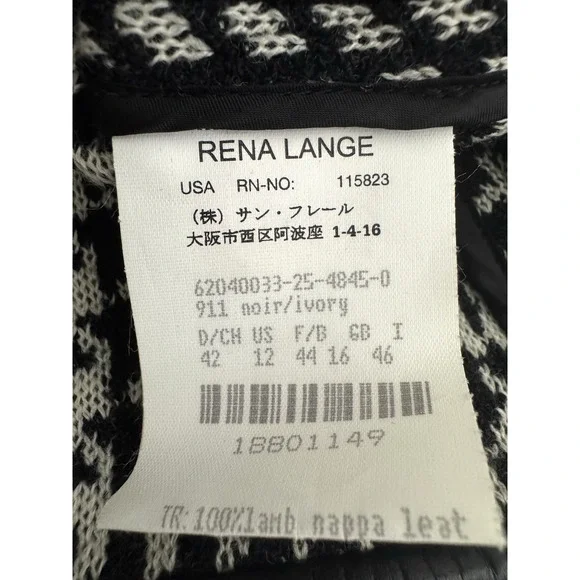 RENA LANGE
USA RN-NO: 115823
(株) サン・フレール
大阪市西区阿波座 1-4-16
62040033-25-4845-0
911 noir/ivory
D/CH US F/B GB I
42 12 44 16 46
18801149
TR:100%lamb nappa leat